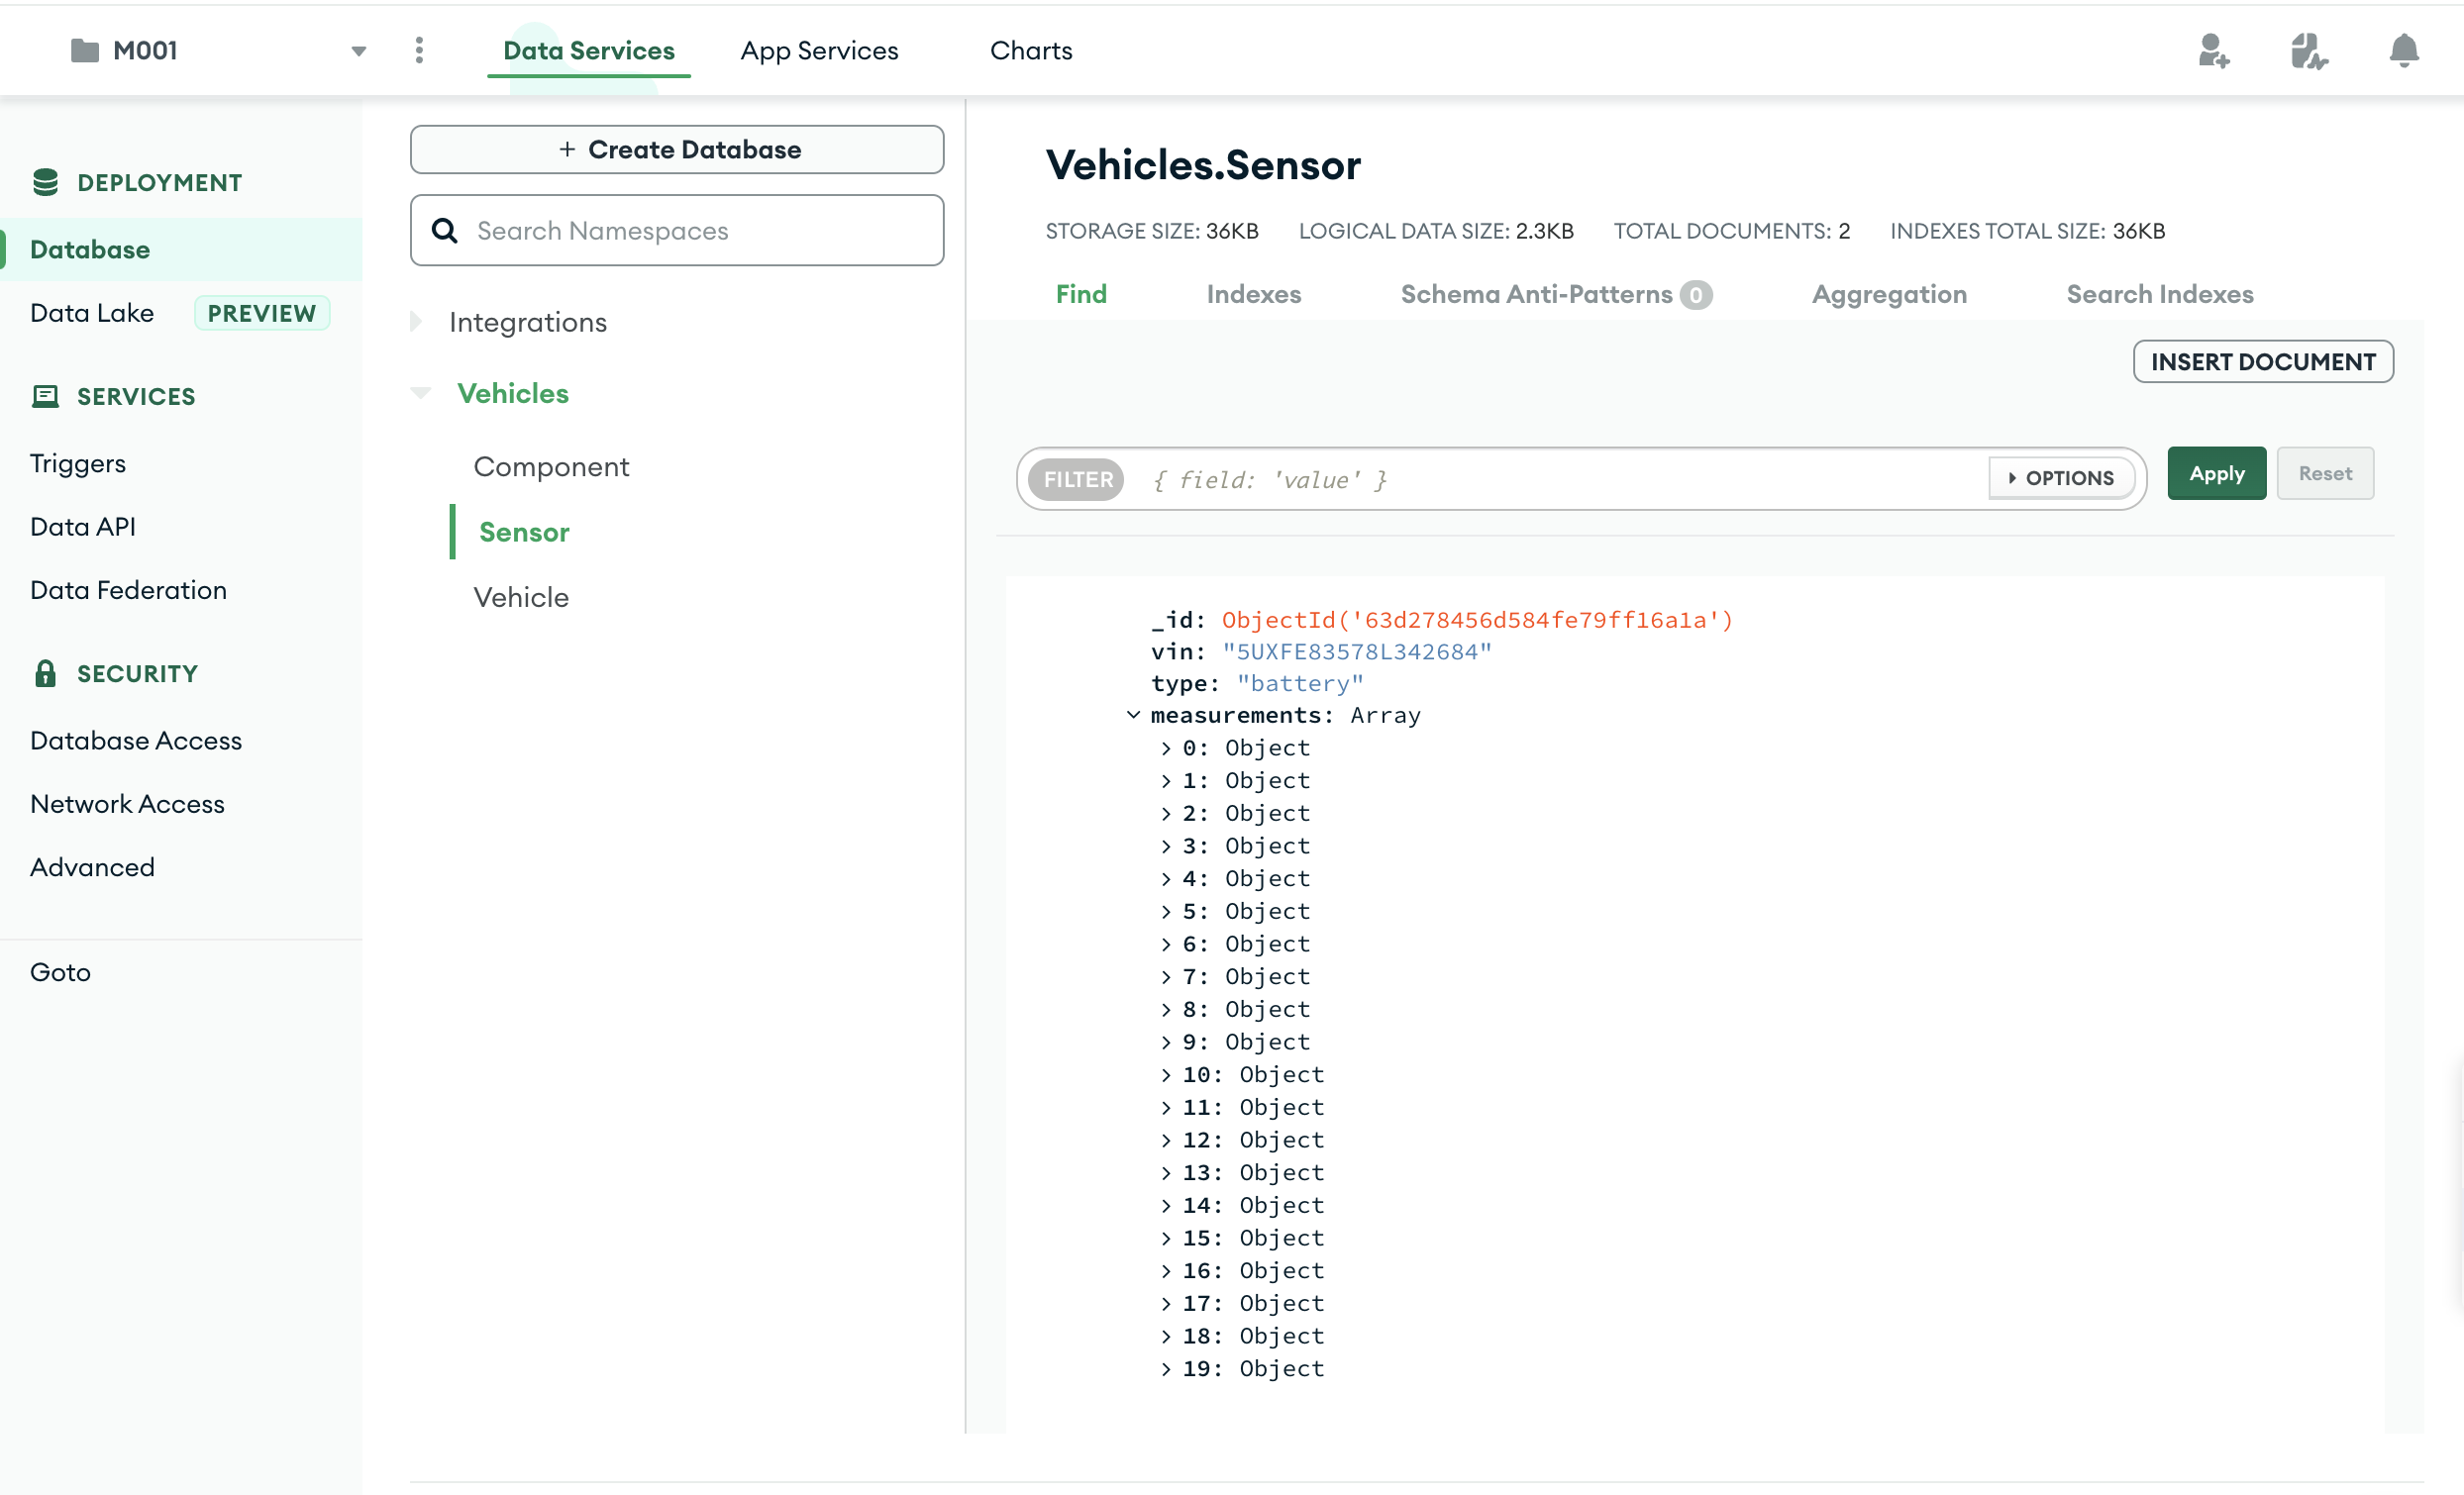 M001
Data Services
App Services
Charts
DEPLOYMENT
Database
Data Lake PREVIEW
SERVICES
Triggers
Data API
Data Federation
SECURITY
Database Access
Network Access
Advanced
Goto
+ Create Database
Search Namespaces
Integrations
Vehicles
Component
Sensor
Vehicle
Vehicles.Sensor
STORAGE SIZE: 36KB LOGICAL DATA SIZE: 2.3KB TOTAL DOCUMENTS: 2 INDEXES TOTAL SIZE: 36KB
Find Indexes Schema Anti-Patterns 0 Aggregation Search Indexes
INSERT DOCUMENT
FILTER { field: 'value' } OPTIONS Apply Reset
_id: ObjectId('63d278456d584fe79ff16a1a')
vin: "5UXFE83578L342684"
type: "battery"
measurements: Array
0: Object
1: Object
2: Object
3: Object
4: Object
5: Object
6: Object
7: Object
8: Object
9: Object
10: Object
11: Object
12: Object
13: Object
14: Object
15: Object
16: Object
17: Object
18: Object
19: Object